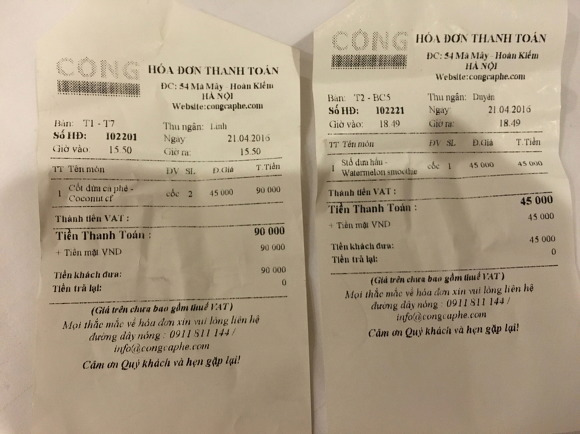 CỘNG
HÓA ĐƠN THANH TOÁN
ĐC: 54 Mã Mây - Hoàn Kiếm
HÀ NỘI
Website:congcaphe.com
Bàn: T1 - T7
Thu ngân: Linh
Số HĐ: 102201
Ngày 21.04.2016
Giờ vào: 15.50
Giờ ra: 15.50
TT Tên món ĐV SL Đ.Giá T.Tiền
1 Cốt dừa cà phê - Coconut cf cốc 2 45 000 90 000
Thành tiền VAT :
Tiền Thanh Toán : 90 000
+ Tiền mặt VND 90 000
Tiền khách đưa: 90 000
Tiền trả lại: 0
(Giá trên chưa bao gồm thuế VAT)
Mọi thắc mắc về hóa đơn xin vui lòng liên hệ
đường dây nóng : 0911 811 144 /
info@congcaphe.com
Cảm ơn Quý khách và hẹn gặp lại!
CỘNG
HÓA ĐƠN THANH TOÁN
ĐC: 54 Mã Mây - Hoàn Kiếm
HÀ NỘI
Website:congcaphe.com
Bàn: T2 - BC5
Thu ngân: Duyên
Số HĐ: 102221
Ngày 21.04.2016
Giờ vào: 18.49
Giờ ra: 18.49
TT Tên món ĐV SL Đ.Giá T.Tiền
1 Sttố dưa hấu - Watermelon smoothie cốc 1 45 000 45 000
Thành tiền VAT :
Tiền Thanh Toán : 45 000
+ Tiền mặt VND 45 000
Tiền khách đưa: 45 000
Tiền trả lại: 0
(Giá trên chưa bao gồm thuế VAT)
Mọi thắc mắc về hóa đơn xin vui lòng liên hệ
đường dây nóng : 0911 811 144 /
info@congcaphe.com
Cảm ơn Quý khách và hẹn gặp lại!